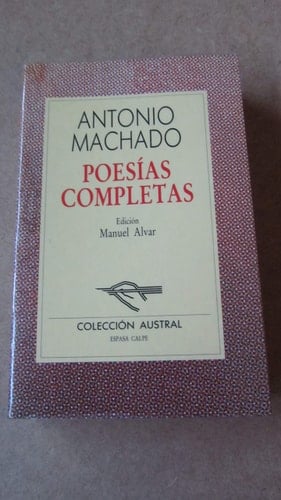 ANTONIO
MACHADO
POESÍAS
COMPLETAS
Edición
Manuel Alvar
COLECCIÓN AUSTRAL
ESPASA CALPE